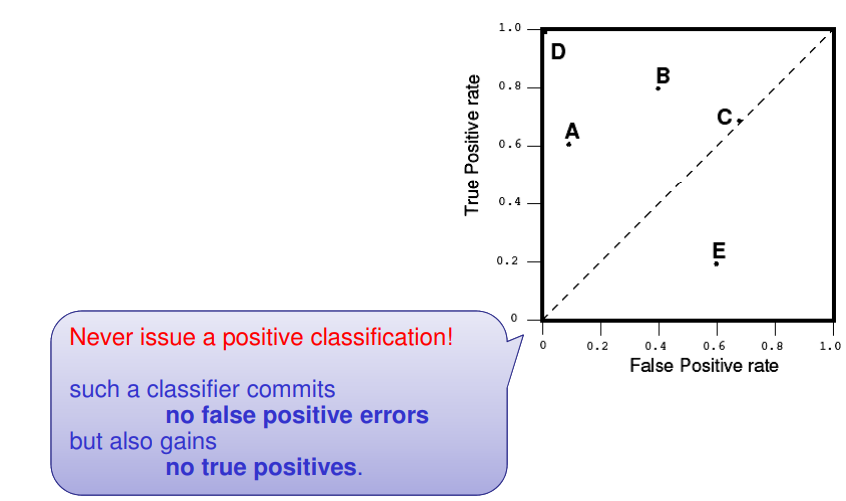 1.0
D
B
0.8
C
A
0.6
True Positive rate
0.4
E
0.2
0
0 0.2 0.4 0.6 0.8 1.0
False Positive rate
Never issue a positive classification!
such a classifier commits
no false positive errors
but also gains
no true positives.